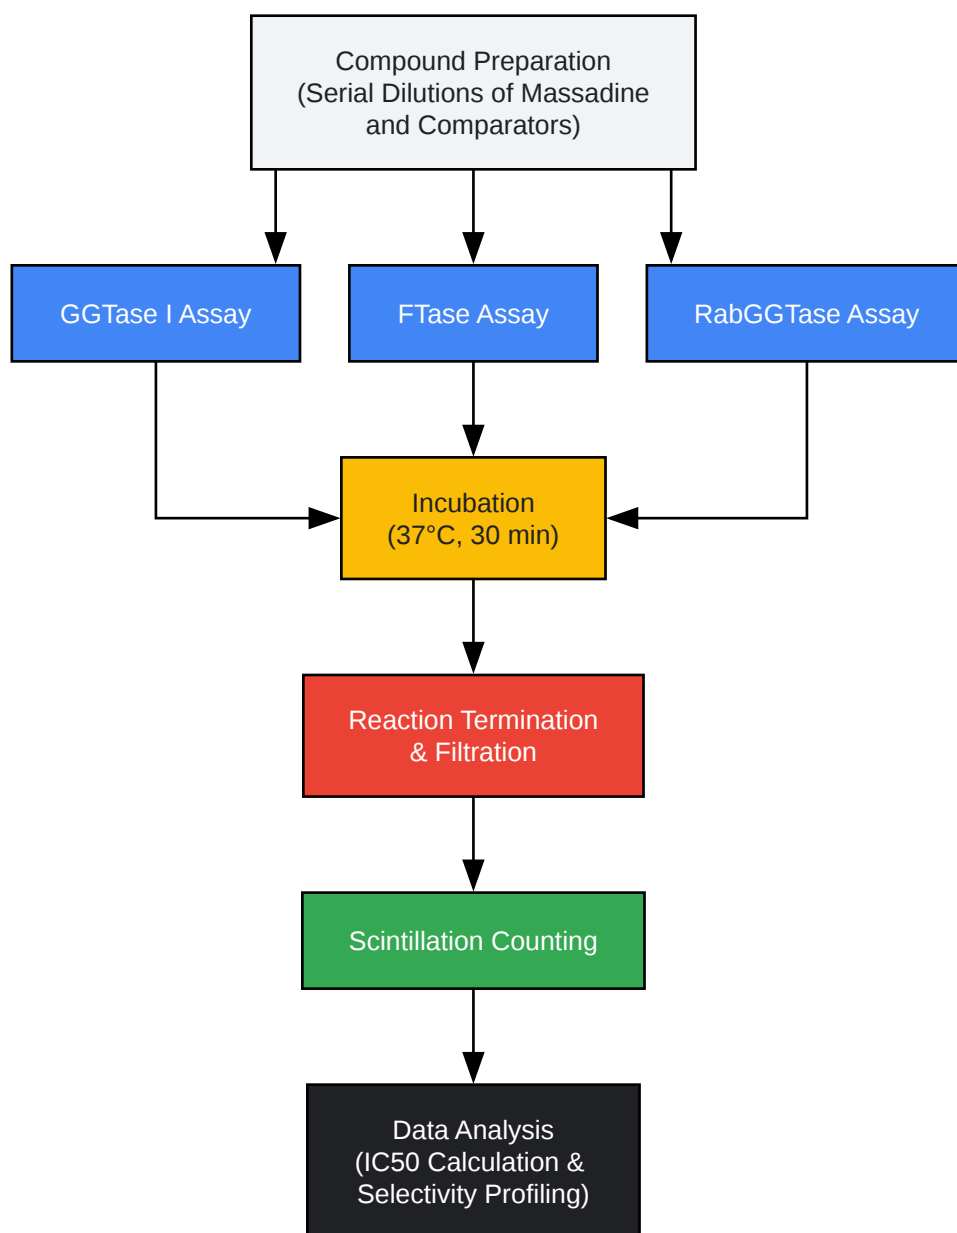 Compound Preparation
(Serial Dilutions of Massadine
and Comparators)
GGTase I Assay
FTase Assay
RabGGTase Assay
Incubation
(37°C, 30 min)
Reaction Termination
& Filtration
Scintillation Counting
Data Analysis
(IC50 Calculation &
Selectivity Profiling)